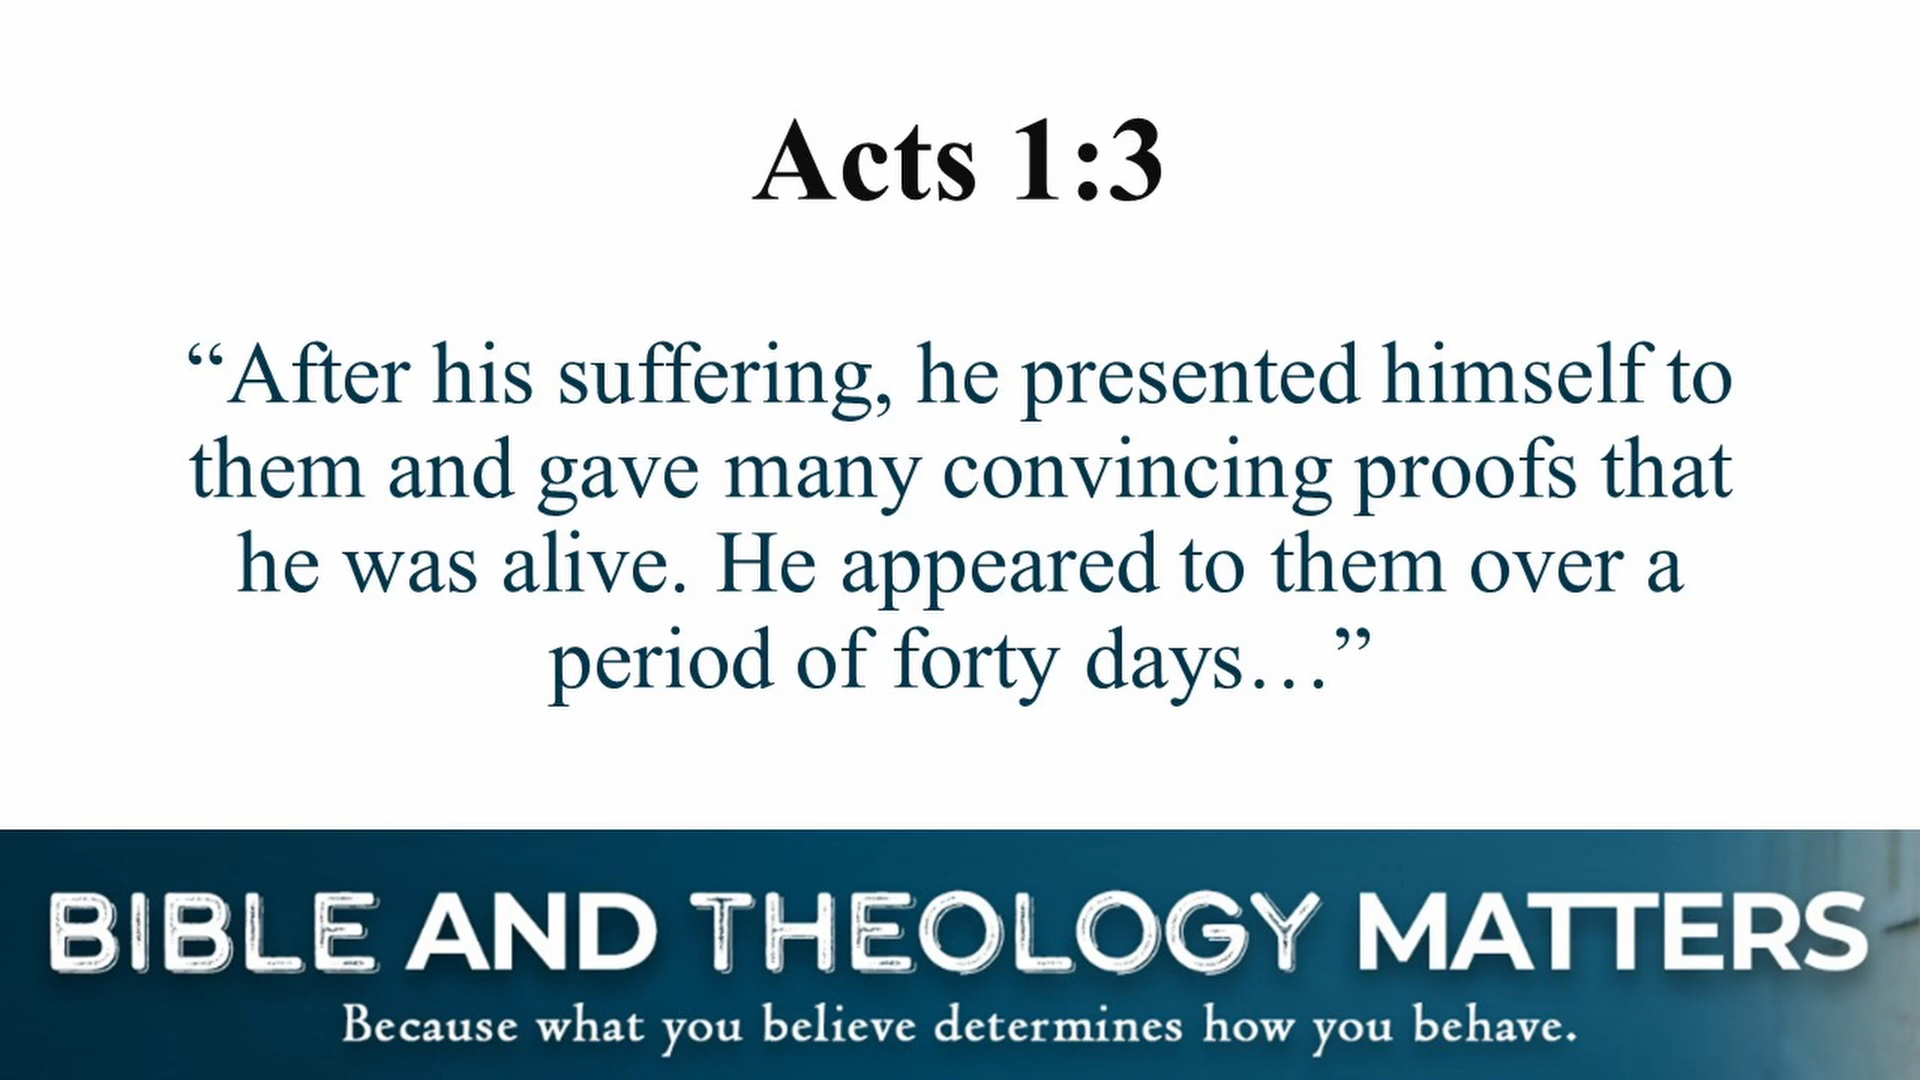 Acts 1:3
“After his suffering, he presented himself to
them and gave many convincing proofs that
he was alive. He appeared to them over a
period of forty days…”
BIBLE AND THEOLOGY MATTERS
Because what you believe determines how you behave.